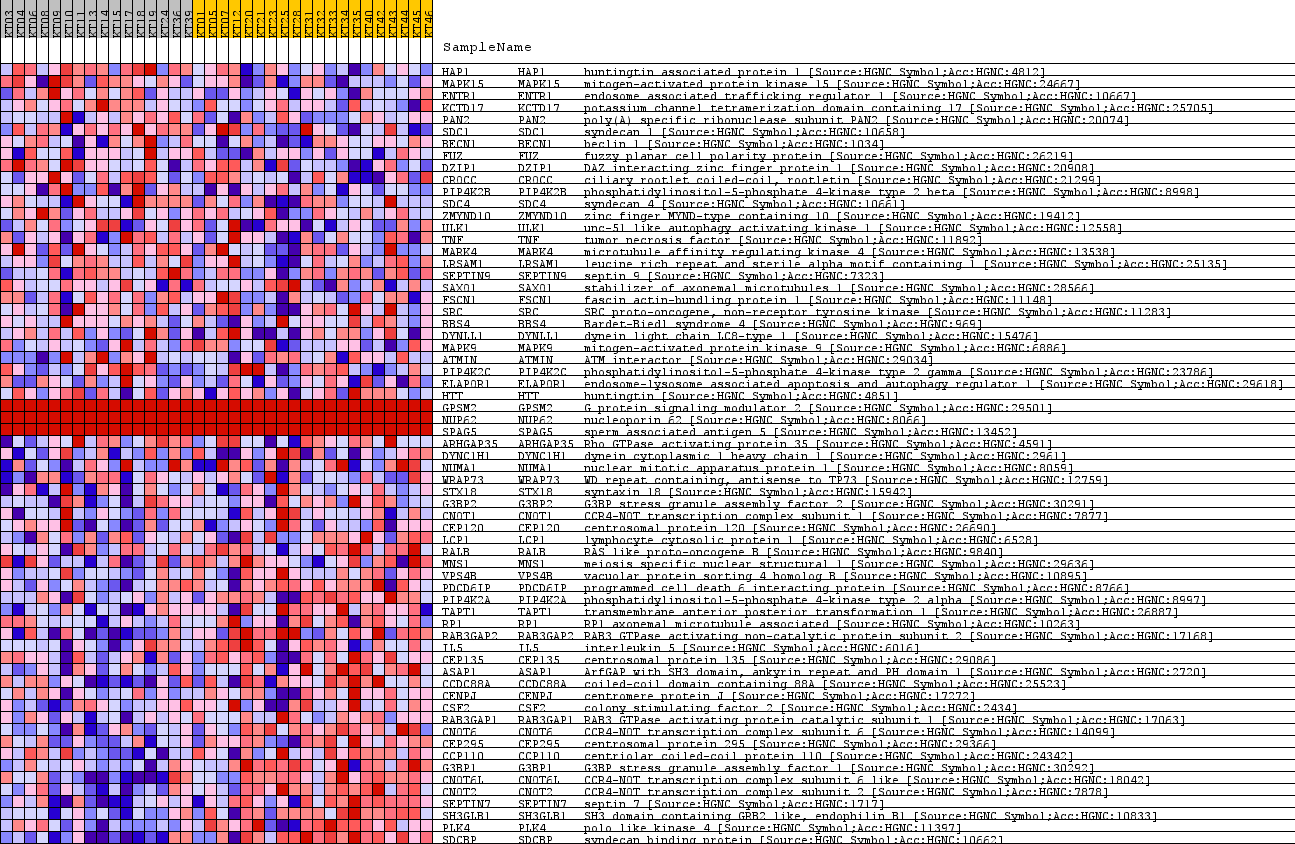 KT03 KT04 KT06 KT08 KT09 KT10 KT11 KT13 KT14 KT15 KT17 KT18 KT19 KT24 KT36 KT39 KT01 KT05 KT07 KT12 KT20 KT21 KT23 KT25 KT28 KT31 KT32 KT33 KT34 KT35 KT40 KT42 KT43 KT44 KT45 KT46
SampleName
HAP1 HAP1 huntingtin associated protein 1 [Source:HGNC Symbol;Acc:HGNC:4812]
MAPK15 MAPK15 mitogen-activated protein kinase 15 [Source:HGNC Symbol;Acc:HGNC:24667]
ENTR1 ENTR1 endosome associated trafficking regulator 1 [Source:HGNC Symbol;Acc:HGNC:10667]
KCTD17 KCTD17 potassium channel tetramerization domain containing 17 [Source:HGNC Symbol;Acc:HGNC:25705]
PAN2 PAN2 poly(A) specific ribonuclease subunit PAN2 [Source:HGNC Symbol;Acc:HGNC:20074]
SDC1 SDC1 syndecan 1 [Source:HGNC Symbol;Acc:HGNC:10658]
BECN1 BECN1 beclin 1 [Source:HGNC Symbol;Acc:HGNC:1034]
FUZ FUZ fuzzy planar cell polarity protein [Source:HGNC Symbol;Acc:HGNC:26219]
DZIP1 DZIP1 DAZ interacting zinc finger protein 1 [Source:HGNC Symbol;Acc:HGNC:20908]
CROCC CROCC ciliary rootlet coiled-coil, rootletin [Source:HGNC Symbol;Acc:HGNC:21299]
PIP4K2B PIP4K2B phosphatidylinositol-5-phosphate 4-kinase type 2 beta [Source:HGNC Symbol;Acc:HGNC:8998]
SDC4 SDC4 syndecan 4 [Source:HGNC Symbol;Acc:HGNC:10661]
ZMYND10 ZMYND10 zinc finger MYND-type containing 10 [Source:HGNC Symbol;Acc:HGNC:19412]
ULK1 ULK1 unc-51 like autophagy activating kinase 1 [Source:HGNC Symbol;Acc:HGNC:12558]
TNF TNF tumor necrosis factor [Source:HGNC Symbol;Acc:HGNC:11892]
MARK4 MARK4 microtubule affinity regulating kinase 4 [Source:HGNC Symbol;Acc:HGNC:13538]
LRSAM1 LRSAM1 leucine rich repeat and sterile alpha motif containing 1 [Source:HGNC Symbol;Acc:HGNC:25135]
SEPTIN9 SEPTIN9 septin 9 [Source:HGNC Symbol;Acc:HGNC:7323]
SAXO1 SAXO1 stabilizer of axonemal microtubules 1 [Source:HGNC Symbol;Acc:HGNC:28566]
FSCN1 FSCN1 fascin actin-bundling protein 1 [Source:HGNC Symbol;Acc:HGNC:11148]
SRC SRC SRC proto-oncogene, non-receptor tyrosine kinase [Source:HGNC Symbol;Acc:HGNC:11283]
BBS4 BBS4 Bardet-Biedl syndrome 4 [Source:HGNC Symbol;Acc:HGNC:969]
DYNLL1 DYNLL1 dynein light chain LC8-type 1 [Source:HGNC Symbol;Acc:HGNC:15476]
MAPK9 MAPK9 mitogen-activated protein kinase 9 [Source:HGNC Symbol;Acc:HGNC:6886]
ATMIN ATMIN ATM interactor [Source:HGNC Symbol;Acc:HGNC:29034]
PIP4K2C PIP4K2C phosphatidylinositol-5-phosphate 4-kinase type 2 gamma [Source:HGNC Symbol;Acc:HGNC:23786]
ELAPOR1 ELAPOR1 endosome-lysosome associated apoptosis and autophagy regulator 1 [Source:HGNC Symbol;Acc:HGNC:29618]
HTT HTT huntingtin [Source:HGNC Symbol;Acc:HGNC:4851]
GPSM2 GPSM2 G protein signaling modulator 2 [Source:HGNC Symbol;Acc:HGNC:29501]
NUP62 NUP62 nucleoporin 62 [Source:HGNC Symbol;Acc:HGNC:8066]
SPAG5 SPAG5 sperm associated antigen 5 [Source:HGNC Symbol;Acc:HGNC:13452]
ARHGAP35 ARHGAP35 Rho GTPase activating protein 35 [Source:HGNC Symbol;Acc:HGNC:4591]
DYNC1H1 DYNC1H1 dynein cytoplasmic 1 heavy chain 1 [Source:HGNC Symbol;Acc:HGNC:2961]
NUMA1 NUMA1 nuclear mitotic apparatus protein 1 [Source:HGNC Symbol;Acc:HGNC:8059]
WRAP73 WRAP73 WD repeat containing, antisense to TP73 [Source:HGNC Symbol;Acc:HGNC:12759]
STX18 STX18 syntaxin 18 [Source:HGNC Symbol;Acc:HGNC:15942]
G3BP2 G3BP2 G3BP stress granule assembly factor 2 [Source:HGNC Symbol;Acc:HGNC:30291]
CNOT1 CNOT1 CCR4-NOT transcription complex subunit 1 [Source:HGNC Symbol;Acc:HGNC:7877]
CEP120 CEP120 centrosomal protein 120 [Source:HGNC Symbol;Acc:HGNC:26690]
LCP1 LCP1 lymphocyte cytosolic protein 1 [Source:HGNC Symbol;Acc:HGNC:6528]
RALB RALB RAS like proto-oncogene B [Source:HGNC Symbol;Acc:HGNC:9840]
MNS1 MNS1 meiosis specific nuclear structural 1 [Source:HGNC Symbol;Acc:HGNC:29636]
VPS4B VPS4B vacuolar protein sorting 4 homolog B [Source:HGNC Symbol;Acc:HGNC:10895]
PDCD6IP PDCD6IP programmed cell death 6 interacting protein [Source:HGNC Symbol;Acc:HGNC:8766]
PIP4K2A PIP4K2A phosphatidylinositol-5-phosphate 4-kinase type 2 alpha [Source:HGNC Symbol;Acc:HGNC:8997]
TAPT1 TAPT1 transmembrane anterior posterior transformation 1 [Source:HGNC Symbol;Acc:HGNC:26887]
RP1 RP1 RP1 axonemal microtubule associated [Source:HGNC Symbol;Acc:HGNC:10263]
RAB3GAP2 RAB3GAP2 RAB3 GTPase activating non-catalytic protein subunit 2 [Source:HGNC Symbol;Acc:HGNC:17168]
IL5 IL5 interleukin 5 [Source:HGNC Symbol;Acc:HGNC:6016]
CEP135 CEP135 centrosomal protein 135 [Source:HGNC Symbol;Acc:HGNC:29086]
ASAP1 ASAP1 ArfGAP with SH3 domain, ankyrin repeat and PH domain 1 [Source:HGNC Symbol;Acc:HGNC:2720]
CCDC88A CCDC88A coiled-coil domain containing 88A [Source:HGNC Symbol;Acc:HGNC:25523]
CENPJ CENPJ centromere protein J [Source:HGNC Symbol;Acc:HGNC:17272]
CSF2 CSF2 colony stimulating factor 2 [Source:HGNC Symbol;Acc:HGNC:2434]
RAB3GAP1 RAB3GAP1 RAB3 GTPase activating protein catalytic subunit 1 [Source:HGNC Symbol;Acc:HGNC:17063]
CNOT6 CNOT6 CCR4-NOT transcription complex subunit 6 [Source:HGNC Symbol;Acc:HGNC:14099]
CEP295 CEP295 centrosomal protein 295 [Source:HGNC Symbol;Acc:HGNC:29366]
CCP110 CCP110 centriolar coiled-coil protein 110 [Source:HGNC Symbol;Acc:HGNC:24342]
G3BP1 G3BP1 G3BP stress granule assembly factor 1 [Source:HGNC Symbol;Acc:HGNC:30292]
CNOT6L CNOT6L CCR4-NOT transcription complex subunit 6 like [Source:HGNC Symbol;Acc:HGNC:18042]
CNOT2 CNOT2 CCR4-NOT transcription complex subunit 2 [Source:HGNC Symbol;Acc:HGNC:7878]
SEPTIN7 SEPTIN7 septin 7 [Source:HGNC Symbol;Acc:HGNC:1717]
SH3GLB1 SH3GLB1 SH3 domain containing GRB2 like, endophilin B1 [Source:HGNC Symbol;Acc:HGNC:10833]
PLK4 PLK4 polo like kinase 4 [Source:HGNC Symbol;Acc:HGNC:11397]
SDCBP SDCBP syndecan binding protein [Source:HGNC Symbol;Acc:HGNC:10662]